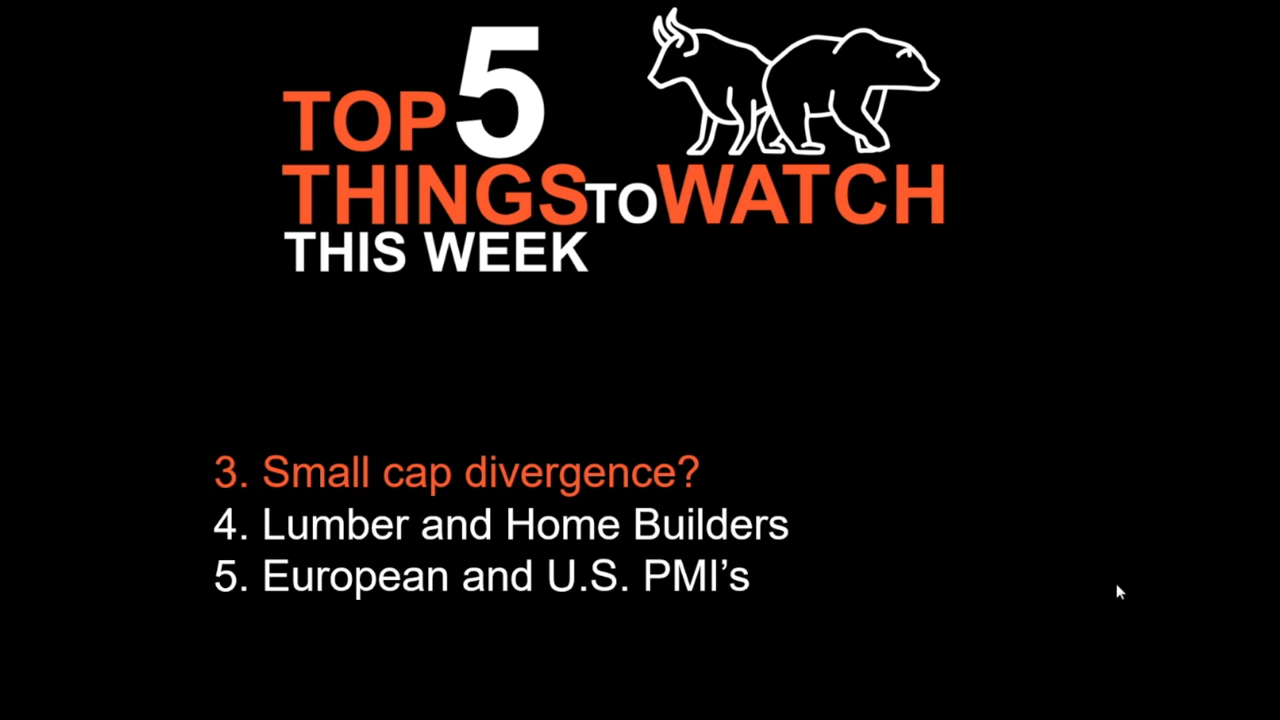 TOP 5
THINGS TO WATCH
THIS WEEK
3. Small cap divergence?
4. Lumber and Home Builders
5. European and U.S. PMI’s